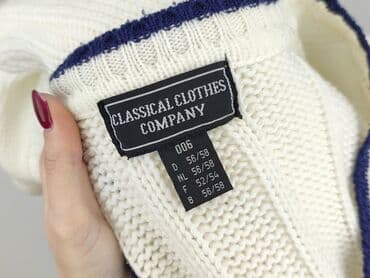 CLASSICAL CLOTHES
COMPANY
006
D 56/58
NL 56/58
F 52/54
B 56/58